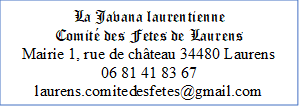 La Javana laurentienne
Comité des Fetes de Laurens
Mairie 1, rue de château 34480 Laurens
06 81 41 83 67
laurens.comitedesfetes@gmail.com